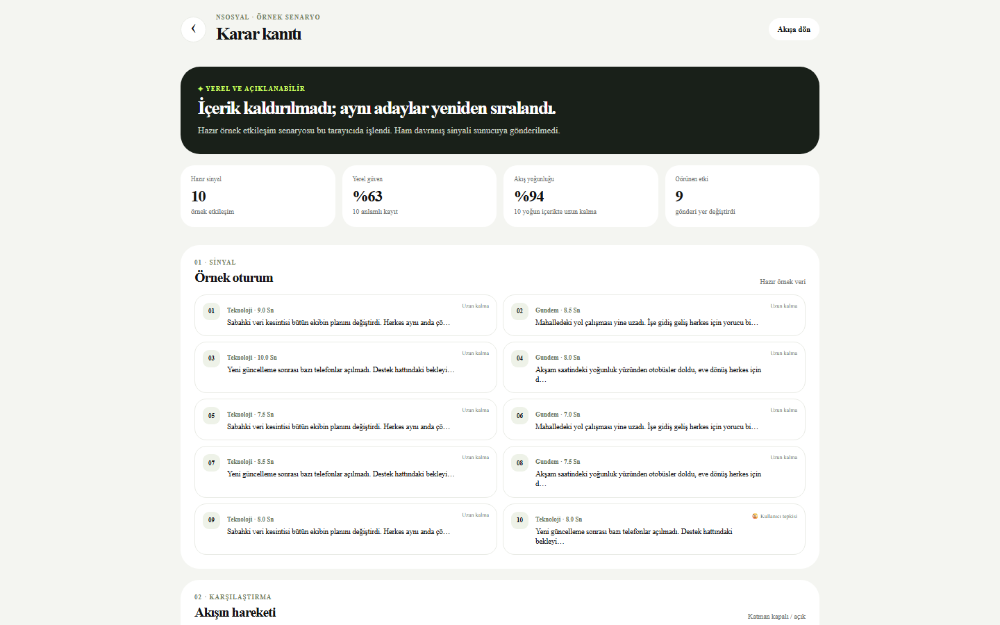 NSOSYAL · ÖRNEK SENARYO
Karar kanıtı
Akışa dön
✦ YEREL VE AÇIKLANABİLİR
İçerik kaldırılmadı; aynı adaylar yeniden sıralandı.
Hazır örnek etkileşim senaryosu bu tarayıcıda işlendi. Ham davranış sinyali sunucuya gönderilmedi.
Hazır sinyal
10
örnek etkileşim
Yerel güven
%63
10 anlamlı kayıt
Akış yoğunluğu
%94
10 yoğun içerikte uzun kalma
Görünen etki
9
gönderi yer değiştirdi
01 · SİNYAL
Örnek oturum
Hazır örnek veri
01
Teknoloji · 9.0 Sn
Uzun kalma
Sabahki veri kesintisi bütün ekibin planını değiştirdi. Herkes aynı anda çö…
02
Gundem · 8.5 Sn
Uzun kalma
Mahalledeki yol çalışması yine uzadı. İşe gidiş geliş herkes için yorucu bi…
03
Teknoloji · 10.0 Sn
Uzun kalma
Yeni güncelleme sonrası bazı telefonlar açılmadı. Destek hattındaki bekleyi…
04
Gundem · 8.0 Sn
Uzun kalma
Akşam saatindeki yoğunluk yüzünden otobüsler doldu, eve dönüş herkes için
d…
05
Teknoloji · 7.5 Sn
Uzun kalma
Sabahki veri kesintisi bütün ekibin planını değiştirdi. Herkes aynı anda çö…
06
Gundem · 7.0 Sn
Uzun kalma
Mahalledeki yol çalışması yine uzadı. İşe gidiş geliş herkes için yorucu bi…
07
Teknoloji · 8.5 Sn
Uzun kalma
Yeni güncelleme sonrası bazı telefonlar açılmadı. Destek hattındaki bekleyi…
08
Gundem · 7.5 Sn
Uzun kalma
Akşam saatindeki yoğunluk yüzünden otobüsler doldu, eve dönüş herkes için
d…
09
Teknoloji · 8.0 Sn
Uzun kalma
Sabahki veri kesintisi bütün ekibin planını değiştirdi. Herkes aynı anda çö…
10
Teknoloji · 8.0 Sn
Kullanıcı tepkisi
Yeni güncelleme sonrası bazı telefonlar açılmadı. Destek hattındaki
bekleyi…
02 · KARŞILAŞTIRMA
Akışın hareketi
Katman kapalı / açık